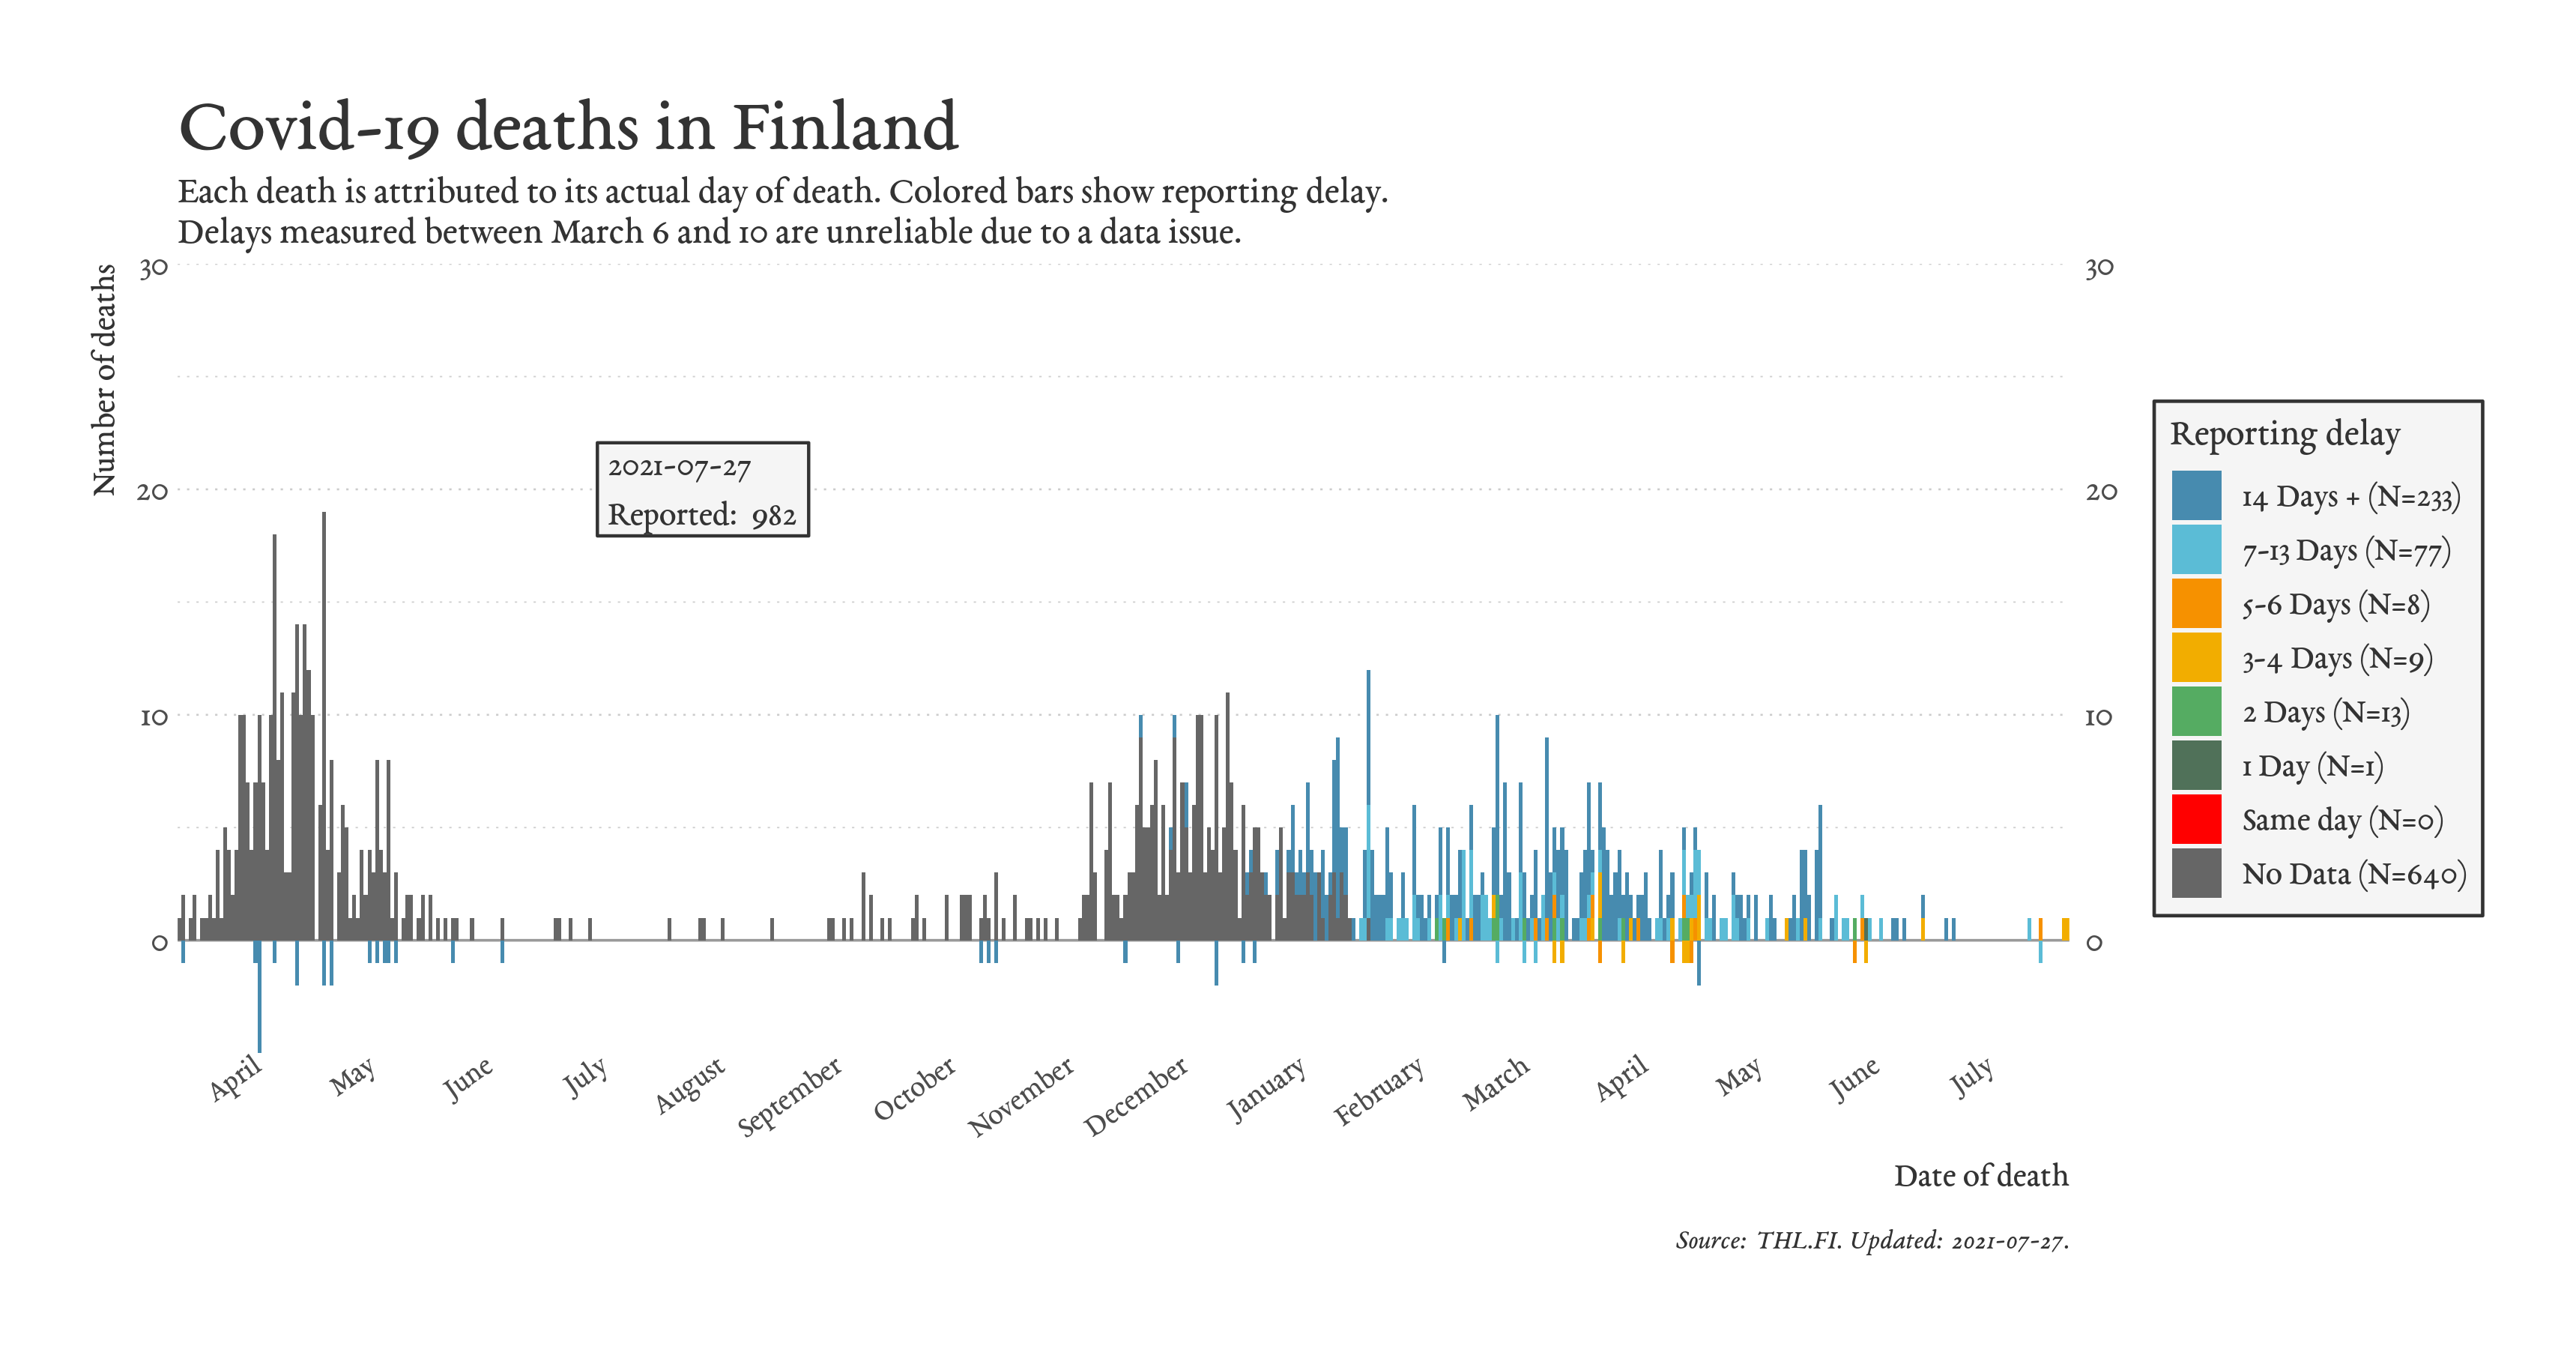 Covid-19 deaths in Finland
Each death is attributed to its actual day of death. Colored bars show reporting delay.
Delays measured between March 6 and 10 are unreliable due to a data issue.
Number of deaths
30
20
10
0
30
20
10
0
2021-07-27
Reported: 982
Reporting delay
14 Days + (N=233)
7-13 Days (N=77)
5-6 Days (N=8)
3-4 Days (N=9)
2 Days (N=13)
1 Day (N=1)
Same day (N=0)
No Data (N=640)
April
May
June
July
August
September
October
November
December
January
February
March
April
May
June
July
Date of death
Source: THL.FI. Updated: 2021-07-27.